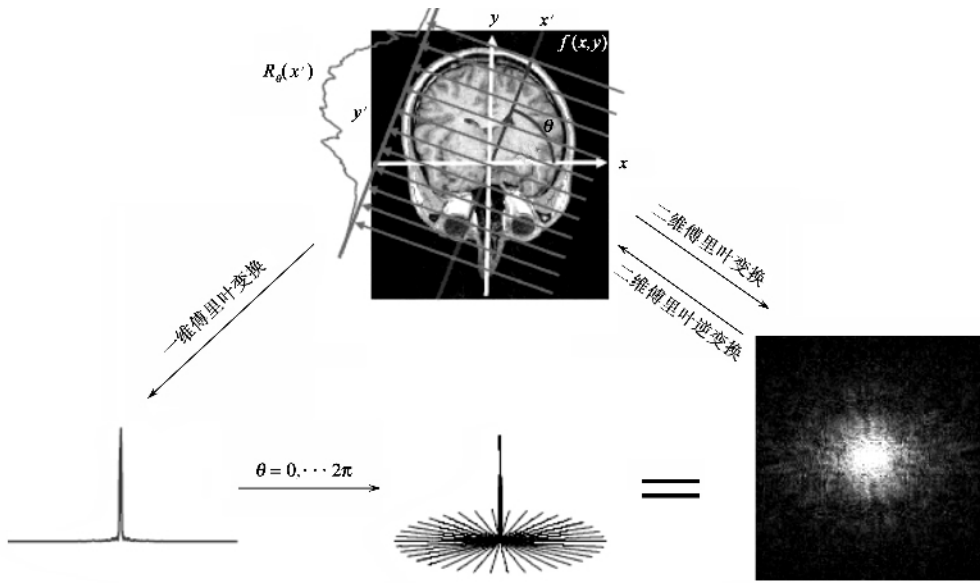 y
x'
f(x,y)
R_θ(x')
y'
θ
x
二维傅里叶变换
二维傅里叶逆变换
一维傅里叶变换
θ=0,···2π
=